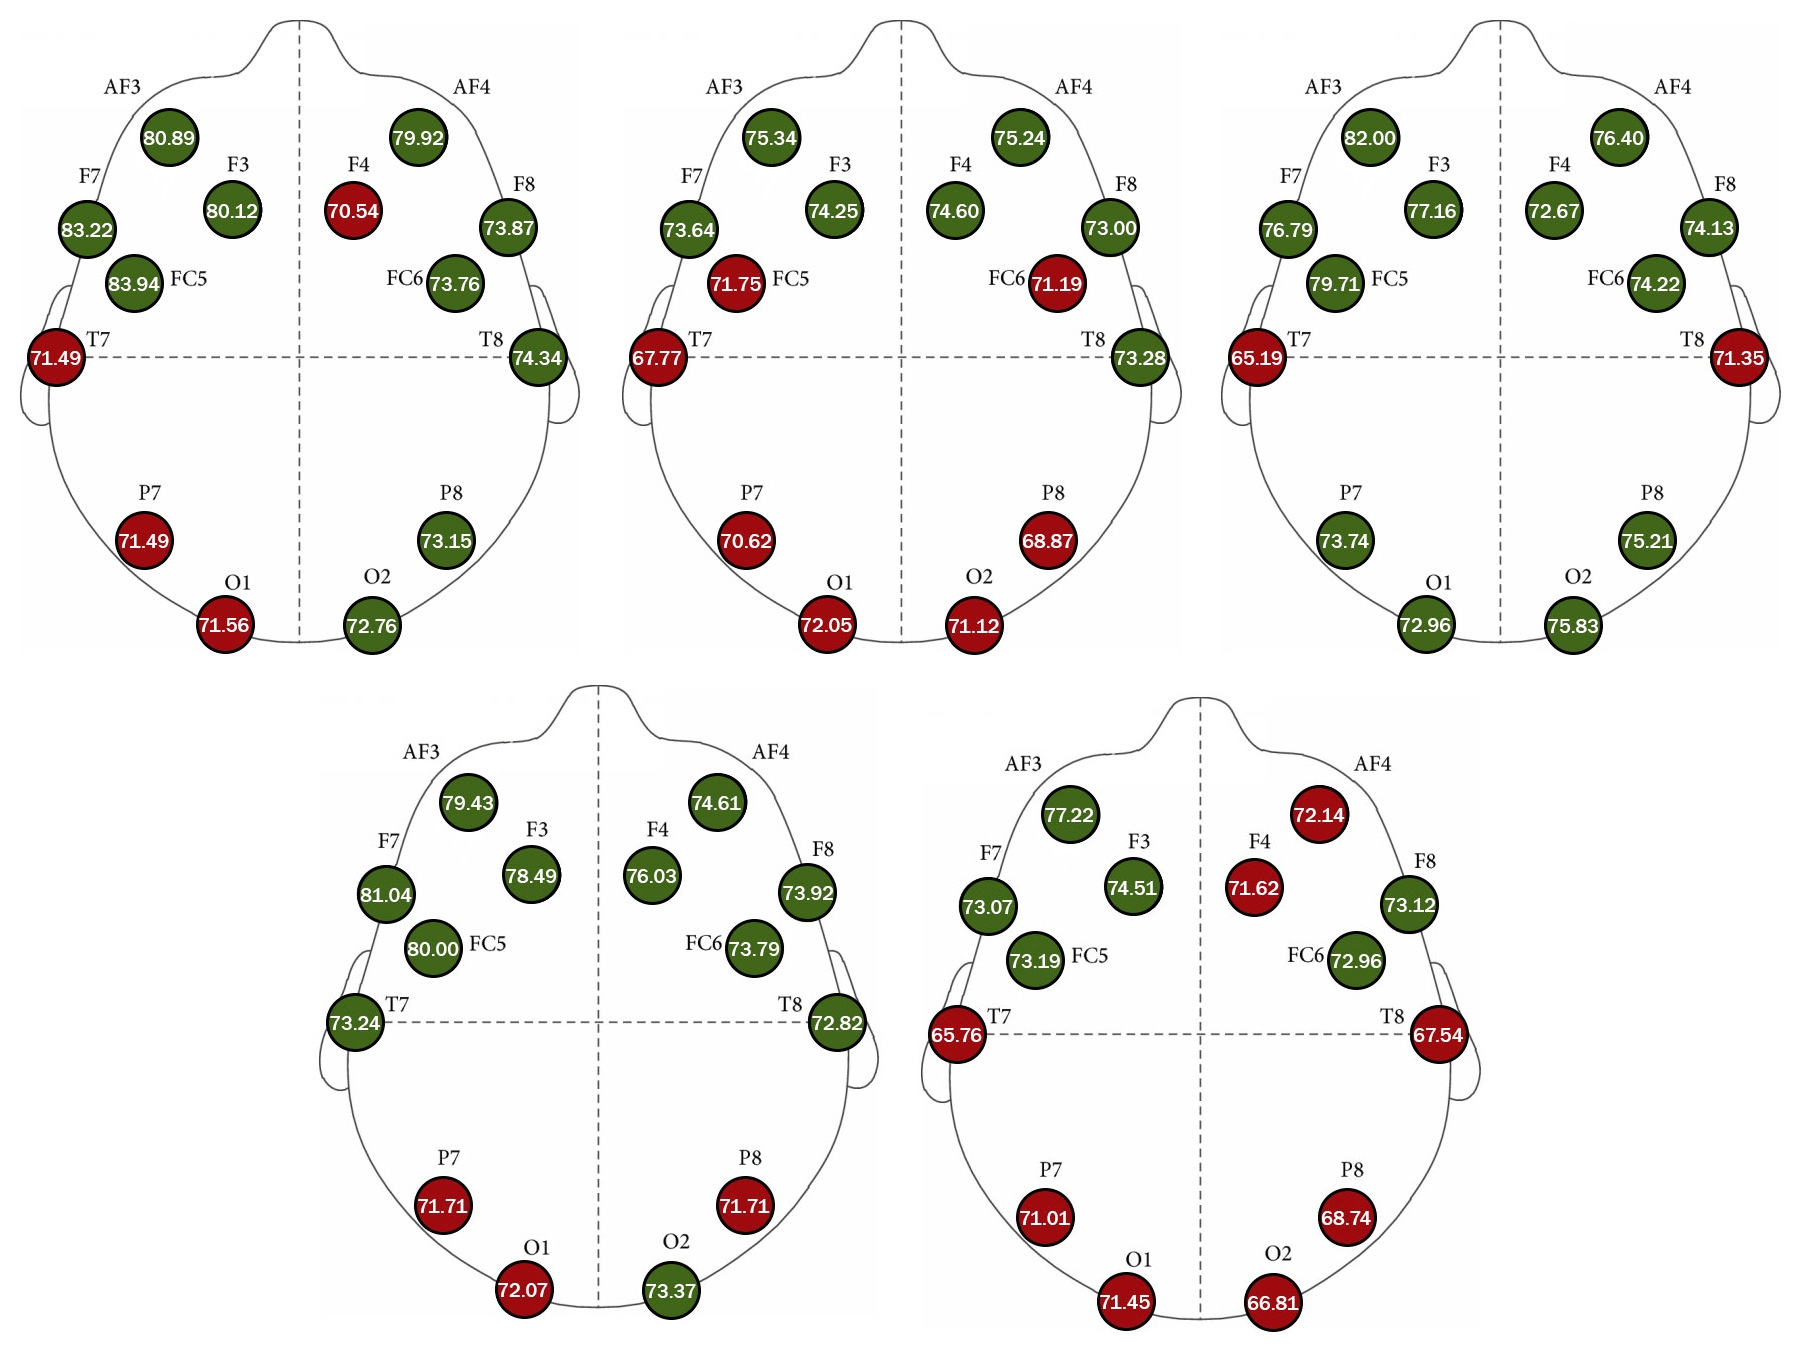 AF3 AF4
80.89 79.92
F7 F3 F4 F8
83.22 80.12 70.54 73.87
83.94 FC5 FC6 73.76
71.49 T7 T8 74.34
P7 P8
71.49 73.15
O1 O2
71.56 72.76
AF3 AF4
75.34 75.24
F7 F3 F4 F8
73.64 74.25 74.60 73.00
71.75 FC5 FC6 71.19
67.77 T7 T8 73.28
P7 P8
70.62 68.87
O1 O2
72.05 71.12
AF3 AF4
82.00 76.40
F7 F3 F4 F8
76.79 77.16 72.67 74.13
79.71 FC5 FC6 74.22
65.19 T7 T8 71.35
P7 P8
73.74 75.21
O1 O2
72.96 75.83
AF3 AF4
79.43 74.61
F7 F3 F4 F8
81.04 78.49 76.03 73.92
80.00 FC5 FC6 73.79
73.24 T7 T8 72.82
P7 P8
71.71 71.71
O1 O2
72.07 73.37
AF3 AF4
77.22 72.14
F7 F3 F4 F8
73.07 74.51 71.62 73.12
73.19 FC5 FC6 72.96
65.76 T7 T8 67.54
P7 P8
71.01 68.74
O1 O2
71.45 66.81